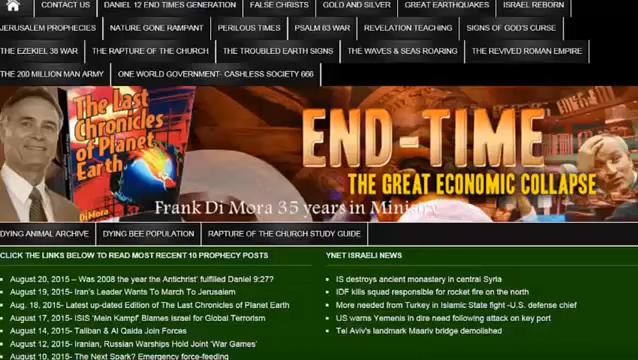 CONTACT US
DANIEL 12 END TIMES GENERATION
FALSE CHRISTS
GOLD AND SILVER
GREAT EARTHQUAKES
ISRAEL REBORN
JERUSALEM PROPHECIES
NATURE GONE RAMPANT
PERILOUS TIMES
PSALM 83 WAR
REVELATION TEACHING
SIGNS OF GOD'S CURSE
THE EZEKIEL 38 WAR
THE RAPTURE OF THE CHURCH
THE TROUBLED EARTH SIGNS
THE WAVES & SEAS ROARING
THE REVIVED ROMAN EMPIRE
THE 200 MILLION MAN ARMY
ONE WORLD GOVERNMENT- CASHLESS SOCIETY 666
The Last
Chronicles
of Planet
Earth
DiMora
END-TIME
THE GREAT ECONOMIC COLLAPSE
Frank Di Mora 35 years in Ministry
DYING ANIMAL ARCHIVE
DYING BEE POPULATION
RAPTURE OF THE CHURCH STUDY GUIDE
CLICK THE LINKS BELOW TO READ MOST RECENT 10 PROPHECY POSTS
August 20, 2015 – Was 2008 the year the Antichrist' fulfilled Daniel 9:27?
August 19, 2015- Iran's Leader Wants To March To Jerusalem
Aug. 18, 2015- Latest up-dated Edition of The Last Chronicles of Planet Earth
August 17, 2015- ISIS 'Mein Kampf' Blames Israel for Global Terrorism
August 14, 2015- Taliban & Al Qaida Join Forces
August 12, 2015- Iranian, Russian Warships Hold Joint 'War Games'
August 10, 2015- The Next Spark? Emergency force-feeding
YNET ISRAELI NEWS
IS destroys ancient monastery in central Syria
IDF kills squad responsible for rocket fire on the north
More needed from Turkey in Islamic State fight -U.S. defense chief
US warns Yemenis in dire need following attack on key port
Tel Aviv's landmark Maariv bridge demolished